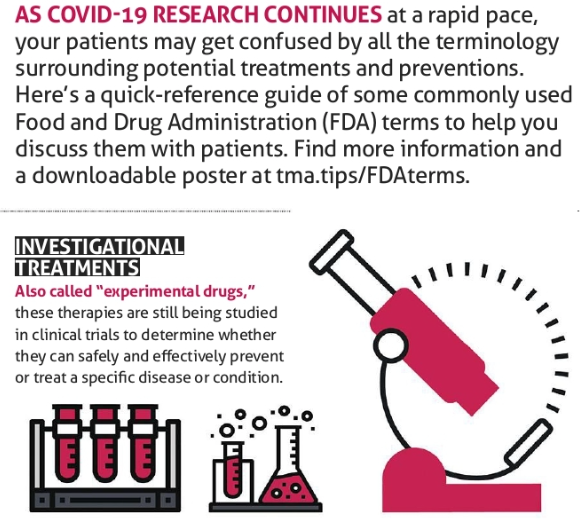 AS COVID-19 RESEARCH CONTINUES at a rapid pace,
your patients may get confused by all the terminology
surrounding potential treatments and preventions.
Here’s a quick-reference guide of some commonly used
Food and Drug Administration (FDA) terms to help you
discuss them with patients. Find more information and
a downloadable poster at tma.tips/FDAterms.
INVESTIGATIONAL
TREATMENTS
Also called “experimental drugs,”
these therapies are still being studied
in clinical trials to determine whether
they can safely and effectively prevent
or treat a specific disease or condition.